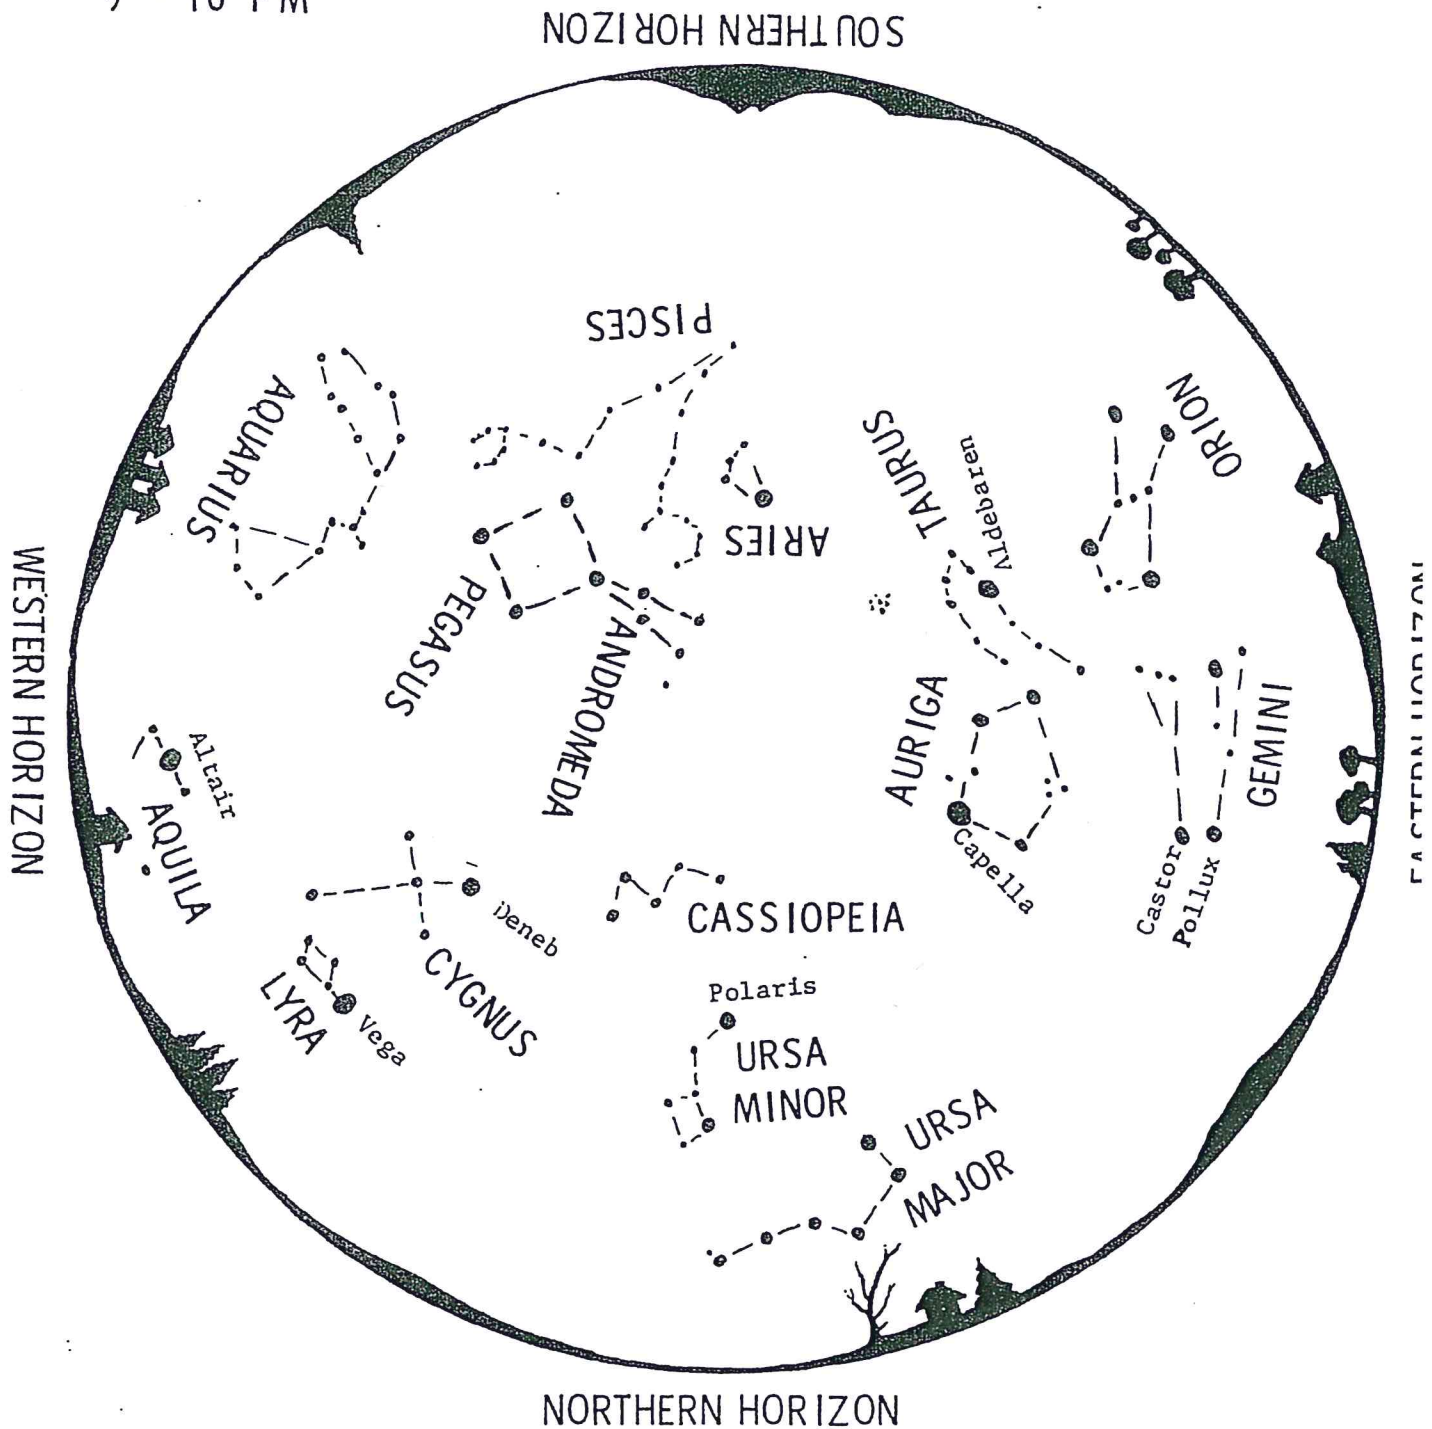 SOUTHERN HORIZON
PISCES
AQUARIUS
ORION
TAURUS
Aldebaren
ARIES
PEGASUS
ANDROMEDA
WESTERN HORIZON
AURIGA
GEMINI
Altair
AQUILA
Capella
Castor
Pollux
CASSIOPEIA
Deneb
CYGNUS
LYRA
Vega
Polaris
URSA
MINOR
URSA
MAJOR
NORTHERN HORIZON